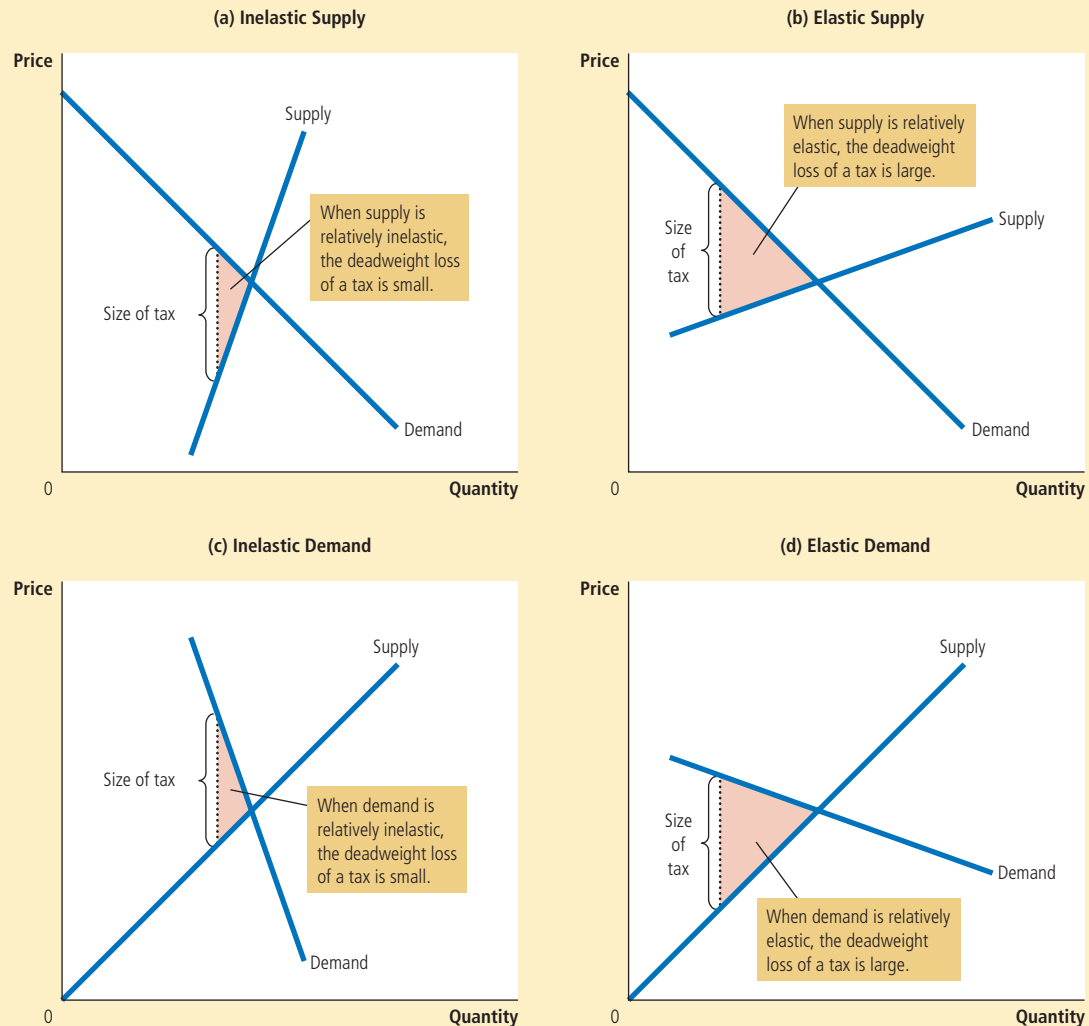 (a) Inelastic Supply
Price
Supply
When supply is
relatively inelastic,
the deadweight loss
of a tax is small.
Size of tax
Demand
0
Quantity
(b) Elastic Supply
Price
When supply is relatively
elastic, the deadweight
loss of a tax is large.
Size
of
tax
Supply
Demand
0
Quantity
(c) Inelastic Demand
Price
Supply
Size of tax
When demand is
relatively inelastic,
the deadweight loss
of a tax is small.
Demand
0
Quantity
(d) Elastic Demand
Price
Supply
Size
of
tax
Demand
When demand is relatively
elastic, the deadweight
loss of a tax is large.
0
Quantity